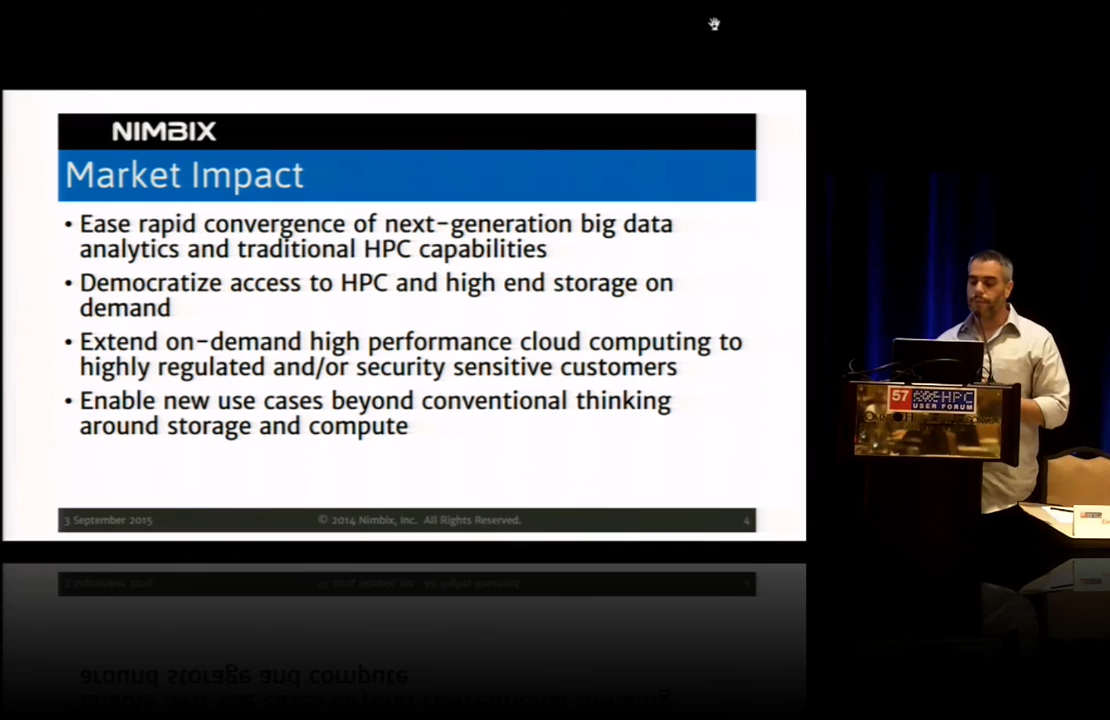 NIMBIX
Market Impact
• Ease rapid convergence of next-generation big data
analytics and traditional HPC capabilities
• Democratize access to HPC and high end storage on
demand
• Extend on-demand high performance cloud computing to
highly regulated and/or security sensitive customers
• Enable new use cases beyond conventional thinking
around storage and compute
3 September 2015
© 2014 Nimbix, Inc. All Rights Reserved.
4
57
HPC
USER FORUM